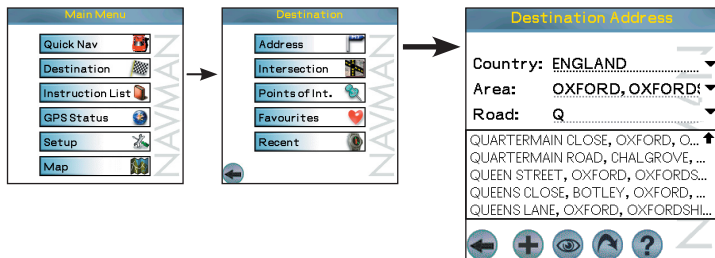 Main Menu
Quick Nav
Destination
Instruction List
GPS Status
Setup
Map
NAVMAN
Destination
Address
Intersection
Points of Int.
Favourites
Recent
NAVMAN
Destination Address
Country: ENGLAND
Area: OXFORD, OXFORDS
Road: Q
QUARTERMAIN CLOSE, OXFORD, O...
QUARTERMAIN ROAD, CHALGROVE, ...
QUEEN STREET, OXFORD, OXFORDS...
QUEENS CLOSE, BOTLEY, OXFORD, ...
QUEENS LANE, OXFORD, OXFORDSHI...
?